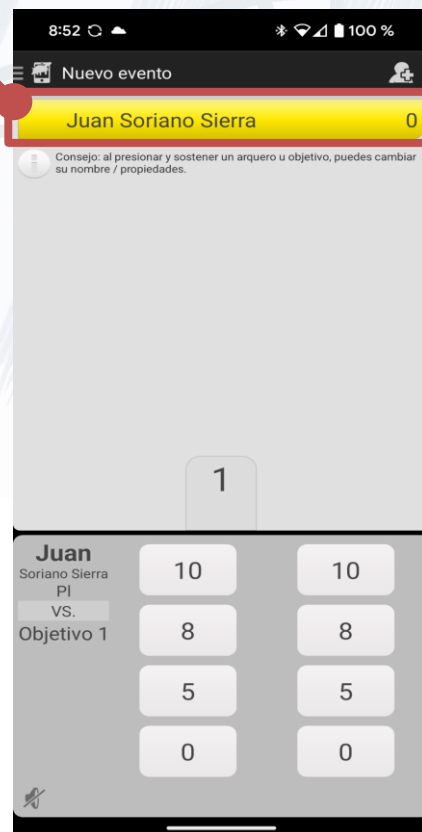 8:52 100 %
Nuevo evento
Juan Soriano Sierra 0
Consejo: al presionar y sostener un arquero u objetivo, puedes cambiar
su nombre / propiedades.
1
Juan
Soriano Sierra
Pl
VS.
Objetivo 1
10 10
8 8
5 5
0 0